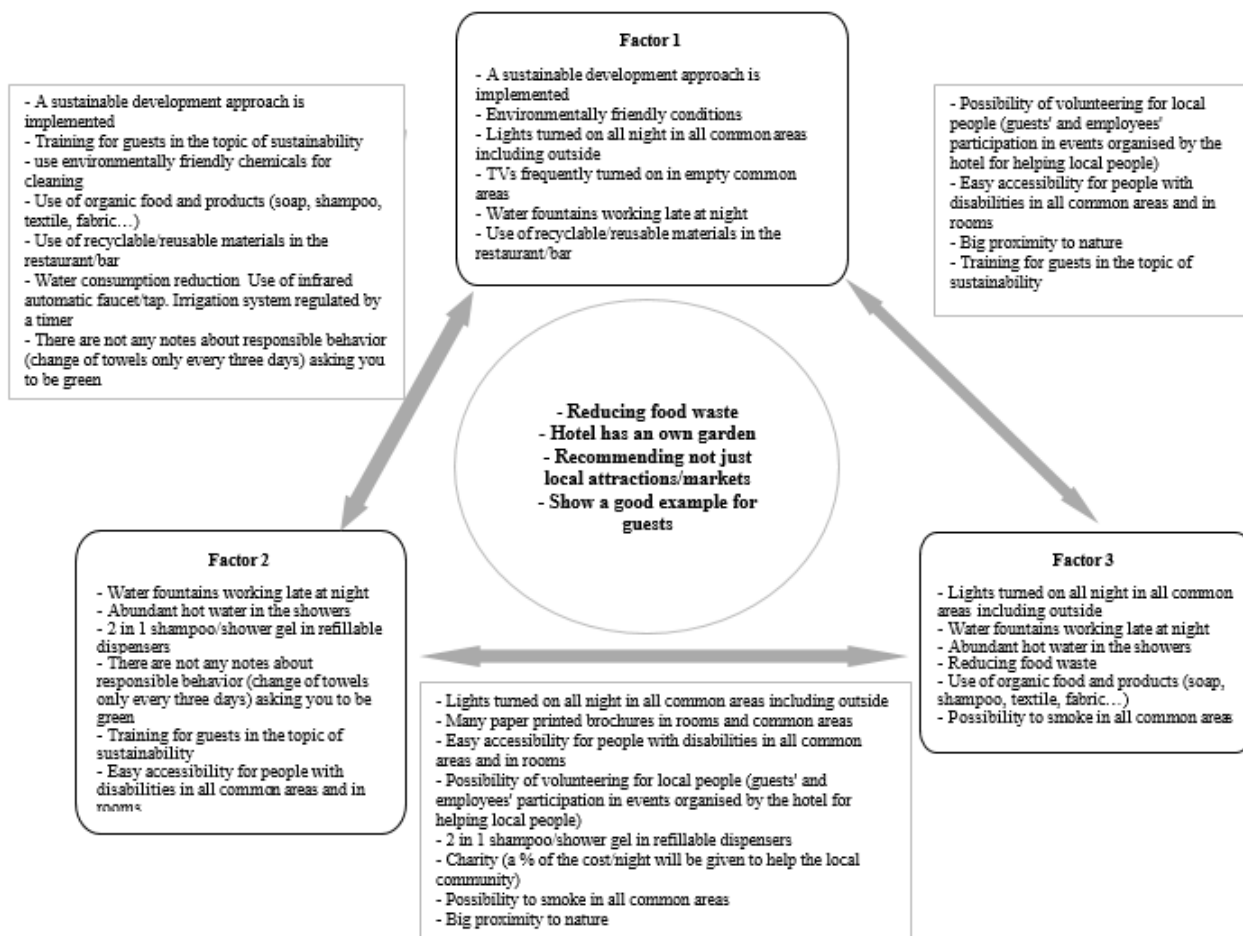 Factor 1
- A sustainable development approach is
implemented
- Environmentally friendly conditions
- Lights turned on all night in all common areas
including outside
- TVs frequently turned on in empty common
areas
- Water fountains working late at night
- Use of recyclable/reusable materials in the
restaurant/bar
- A sustainable development approach is
implemented
- Training for guests in the topic of sustainability
- use environmentally friendly chemicals for
cleaning
- Use of organic food and products (soap, shampoo,
textile, fabric…)
- Use of recyclable/reusable materials in the
restaurant/bar
- Water consumption reduction Use of infrared
automatic faucet/tap. Irrigation system regulated by
a timer
- There are not any notes about responsible behavior
(change of towels only every three days) asking you
to be green
- Possibility of volunteering for local
people (guests' and employees'
participation in events organised by the
hotel for helping local people)
- Easy accessibility for people with
disabilities in all common areas and in
rooms
- Big proximity to nature
- Training for guests in the topic of
sustainability
- Reducing food waste
- Hotel has an own garden
- Recommending not just
local attractions/markets
- Show a good example for
guests
Factor 2
- Water fountains working late at night
- Abundant hot water in the showers
- 2 in 1 shampoo/shower gel in refillable
dispensers
- There are not any notes about
responsible behavior (change of towels
only every three days) asking you to be
green
- Training for guests in the topic of
sustainability
- Easy accessibility for people with
disabilities in all common areas and in
rooms
Factor 3
- Lights turned on all night in all common
areas including outside
- Water fountains working late at night
- Abundant hot water in the showers
- Reducing food waste
- Use of organic food and products (soap,
shampoo, textile, fabric…)
- Possibility to smoke in all common areas
- Lights turned on all night in all common areas including outside
- Many paper printed brochures in rooms and common areas
- Easy accessibility for people with disabilities in all common
areas and in rooms
- Possibility of volunteering for local people (guests' and
employees' participation in events organised by the hotel for
helping local people)
- 2 in 1 shampoo/shower gel in refillable dispensers
- Charity (a % of the cost/night will be given to help the local
community)
- Possibility to smoke in all common areas
- Big proximity to nature